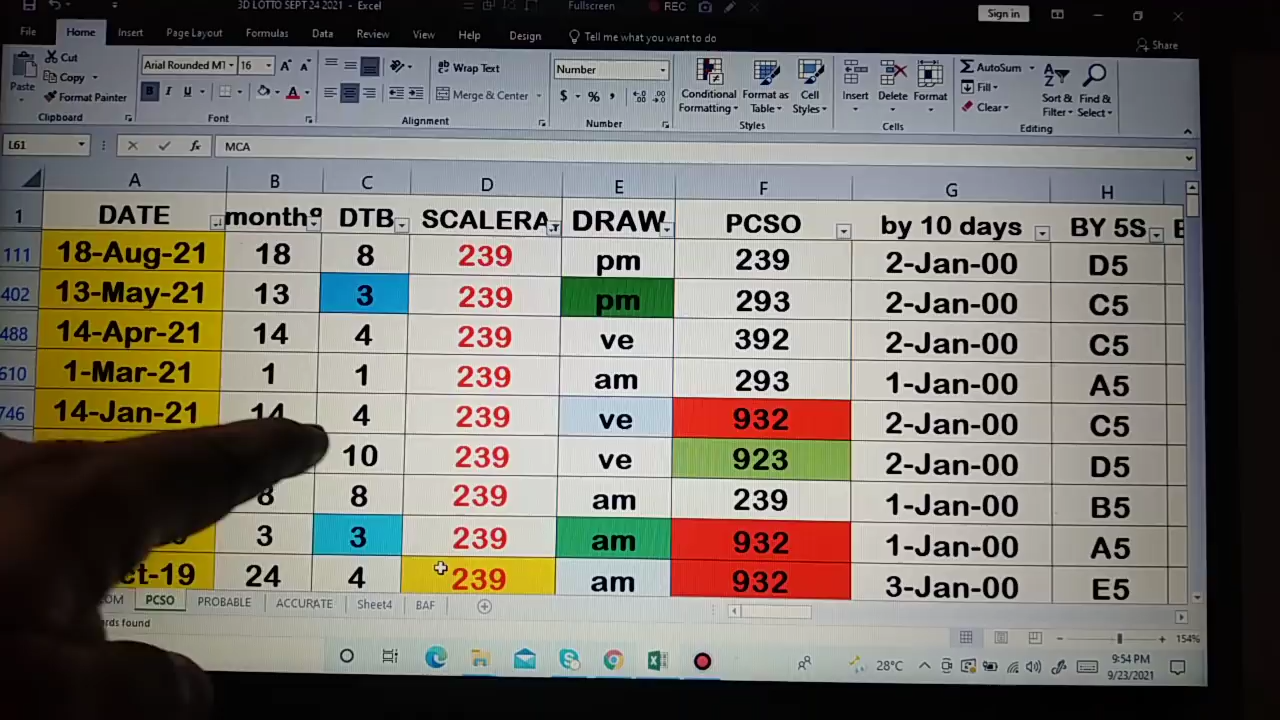 3D LOTTO SEPT 24 2021 - Excel
Fullscreen
REC
Sign in
File Home Insert Page Layout Formulas Data Review View Help Design Tell me what you want to do
Share
Paste
Cut
Copy
Format Painter
Clipboard
Arial Rounded MT 16 A A
B I U A
Font
Wrap Text
Merge & Center
Alignment
Number
$ % ,
Number
Conditional Formatting
Format as Table
Cell Styles
Styles
Insert Delete Format
Cells
AutoSum
Fill
Clear
Sort & Filter
Find & Select
Editing
L61 fx MCA
A B C D E F G H
1 DATE month DTB SCALERA DRAW PCSO by 10 days BY 5S
111 18-Aug-21 18 8 239 pm 239 2-Jan-00 D5
402 13-May-21 13 3 239 pm 293 2-Jan-00 C5
488 14-Apr-21 14 4 239 ve 392 2-Jan-00 C5
610 1-Mar-21 1 1 239 am 293 1-Jan-00 A5
746 14-Jan-21 14 4 239 ve 932 2-Jan-00 C5
10 239 ve 923 2-Jan-00 D5
8 8 239 am 239 1-Jan-00 B5
3 3 239 am 932 1-Jan-00 A5
ct-19 24 4 239 am 932 3-Jan-00 E5
OM PCSO PROBABLE ACCURATE Sheet4 BAF
rds found
154%
28°C
9:54 PM
9/23/2021